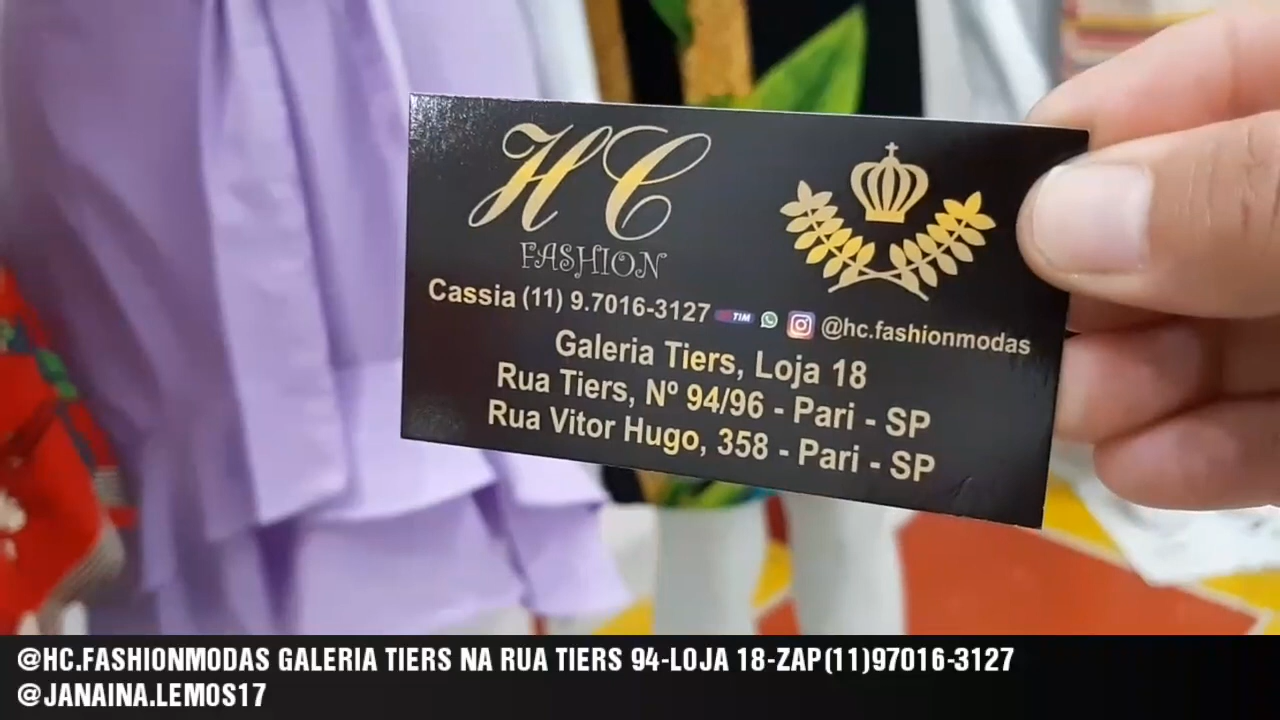 HC
FASHION
Cassia (11) 9.7016-3127 TIM @hc.fashionmodas
Galeria Tiers, Loja 18
Rua Tiers, Nº 94/96 - Pari - SP
Rua Vitor Hugo, 358 - Pari - SP
@HC.FASHIONMODAS GALERIA TIERS NA RUA TIERS 94-LOJA 18-ZAP(11)97016-3127
@JANAINA.LEMOS17